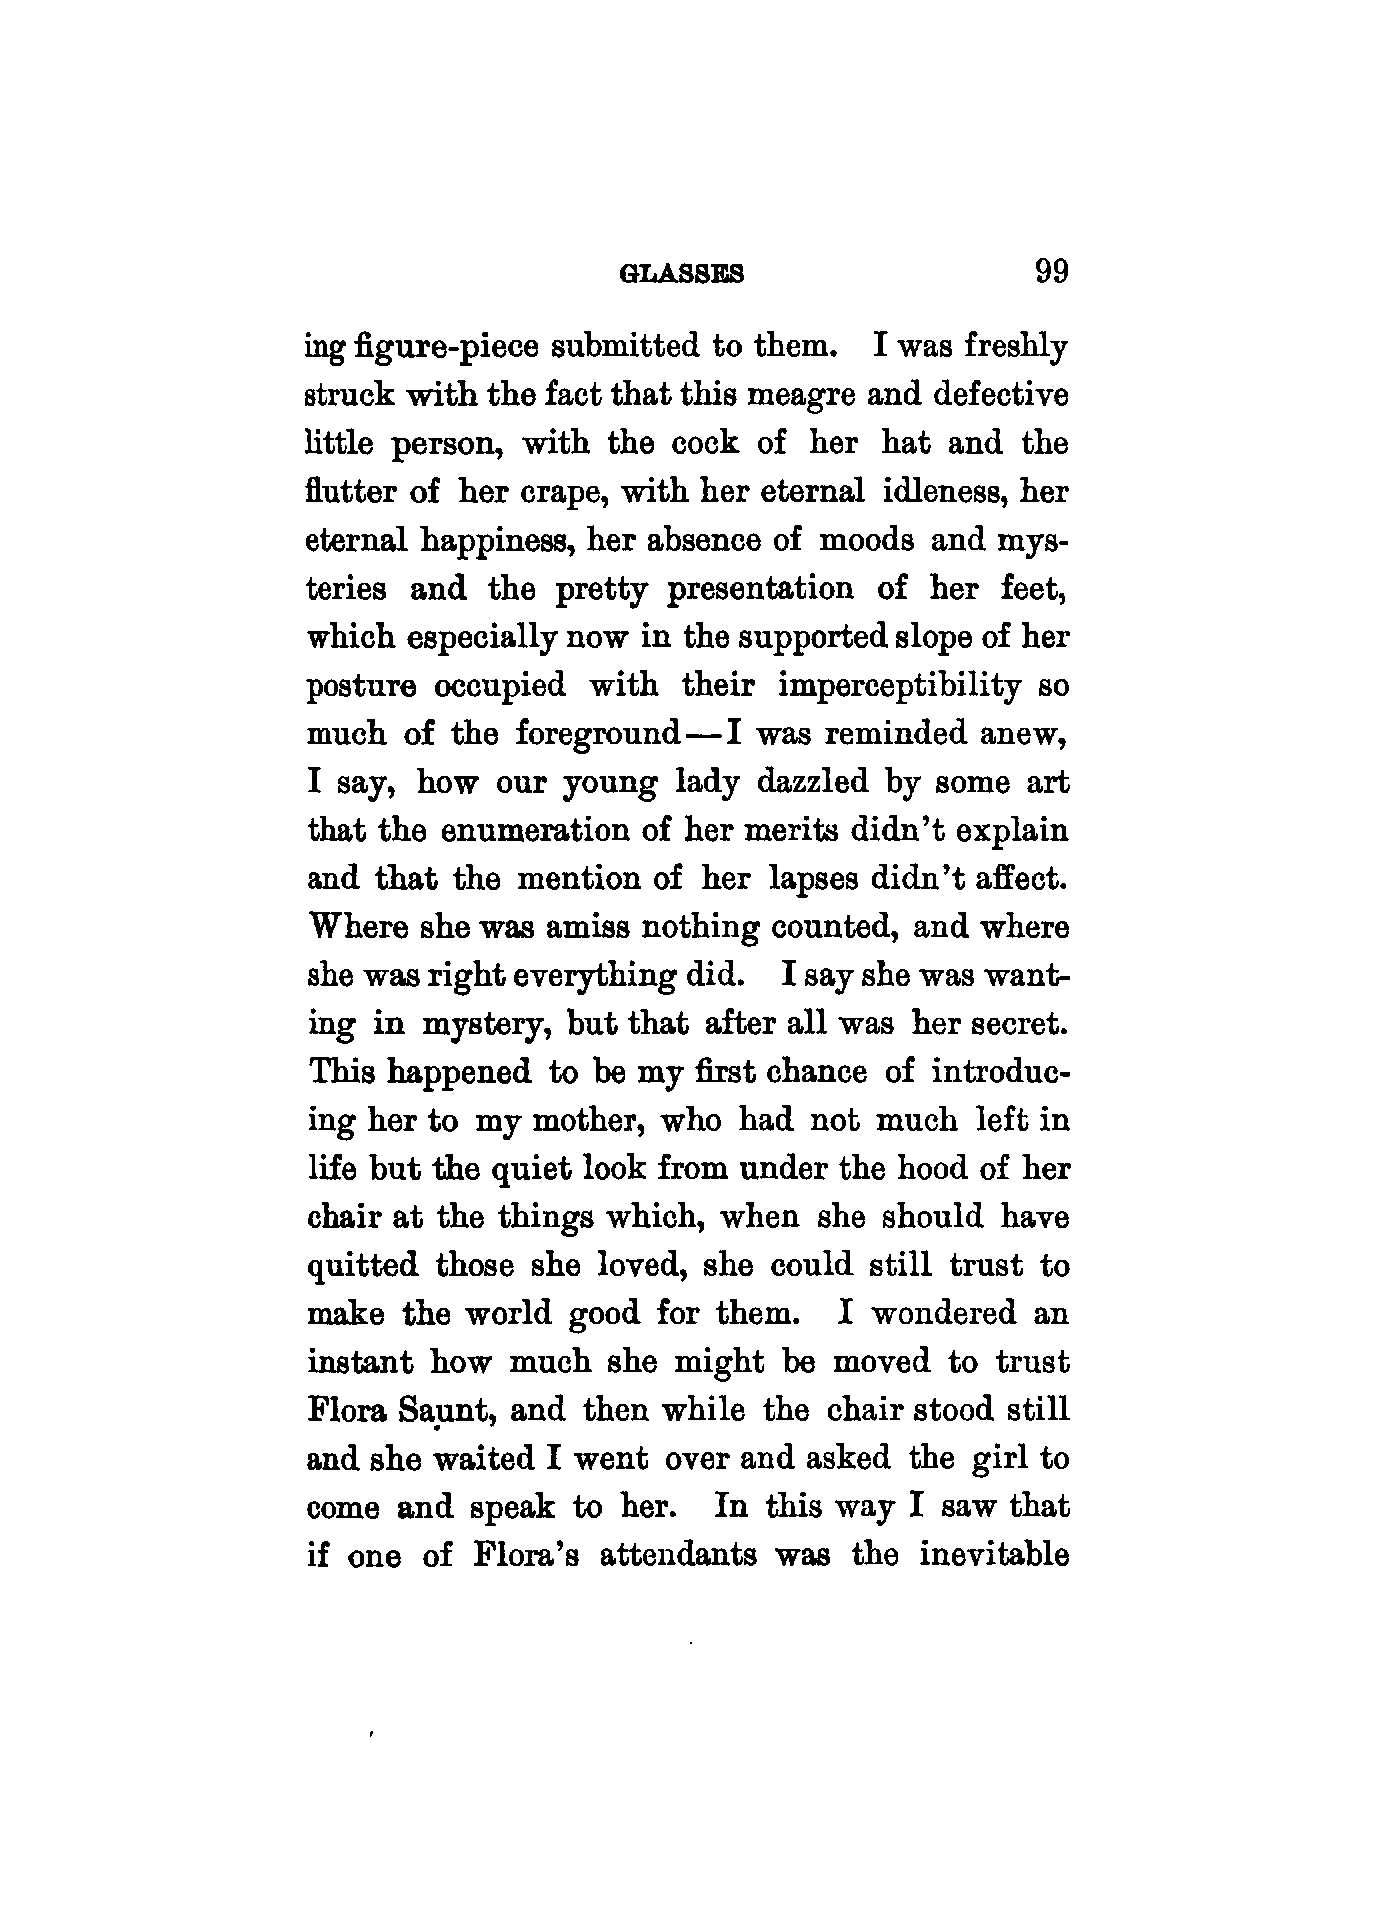 GLASSES 99
ing figure-piece submitted to them. I was freshly
struck with the fact that this meagre and defective
little person, with the cock of her hat and the
flutter of her crape, with her eternal idleness, her
eternal happiness, her absence of moods and mys-
teries and the pretty presentation of her feet,
which especially now in the supported slope of her
posture occupied with their imperceptibility so
much of the foreground—I was reminded anew,
I say, how our young lady dazzled by some art
that the enumeration of her merits didn't explain
and that the mention of her lapses didn't affect.
Where she was amiss nothing counted, and where
she was right everything did. I say she was want-
ing in mystery, but that after all was her secret.
This happened to be my first chance of introduc-
ing her to my mother, who had not much left in
life but the quiet look from under the hood of her
chair at the things which, when she should have
quitted those she loved, she could still trust to
make the world good for them. I wondered an
instant how much she might be moved to trust
Flora Saunt, and then while the chair stood still
and she waited I went over and asked the girl to
come and speak to her. In this way I saw that
if one of Flora's attendants was the inevitable